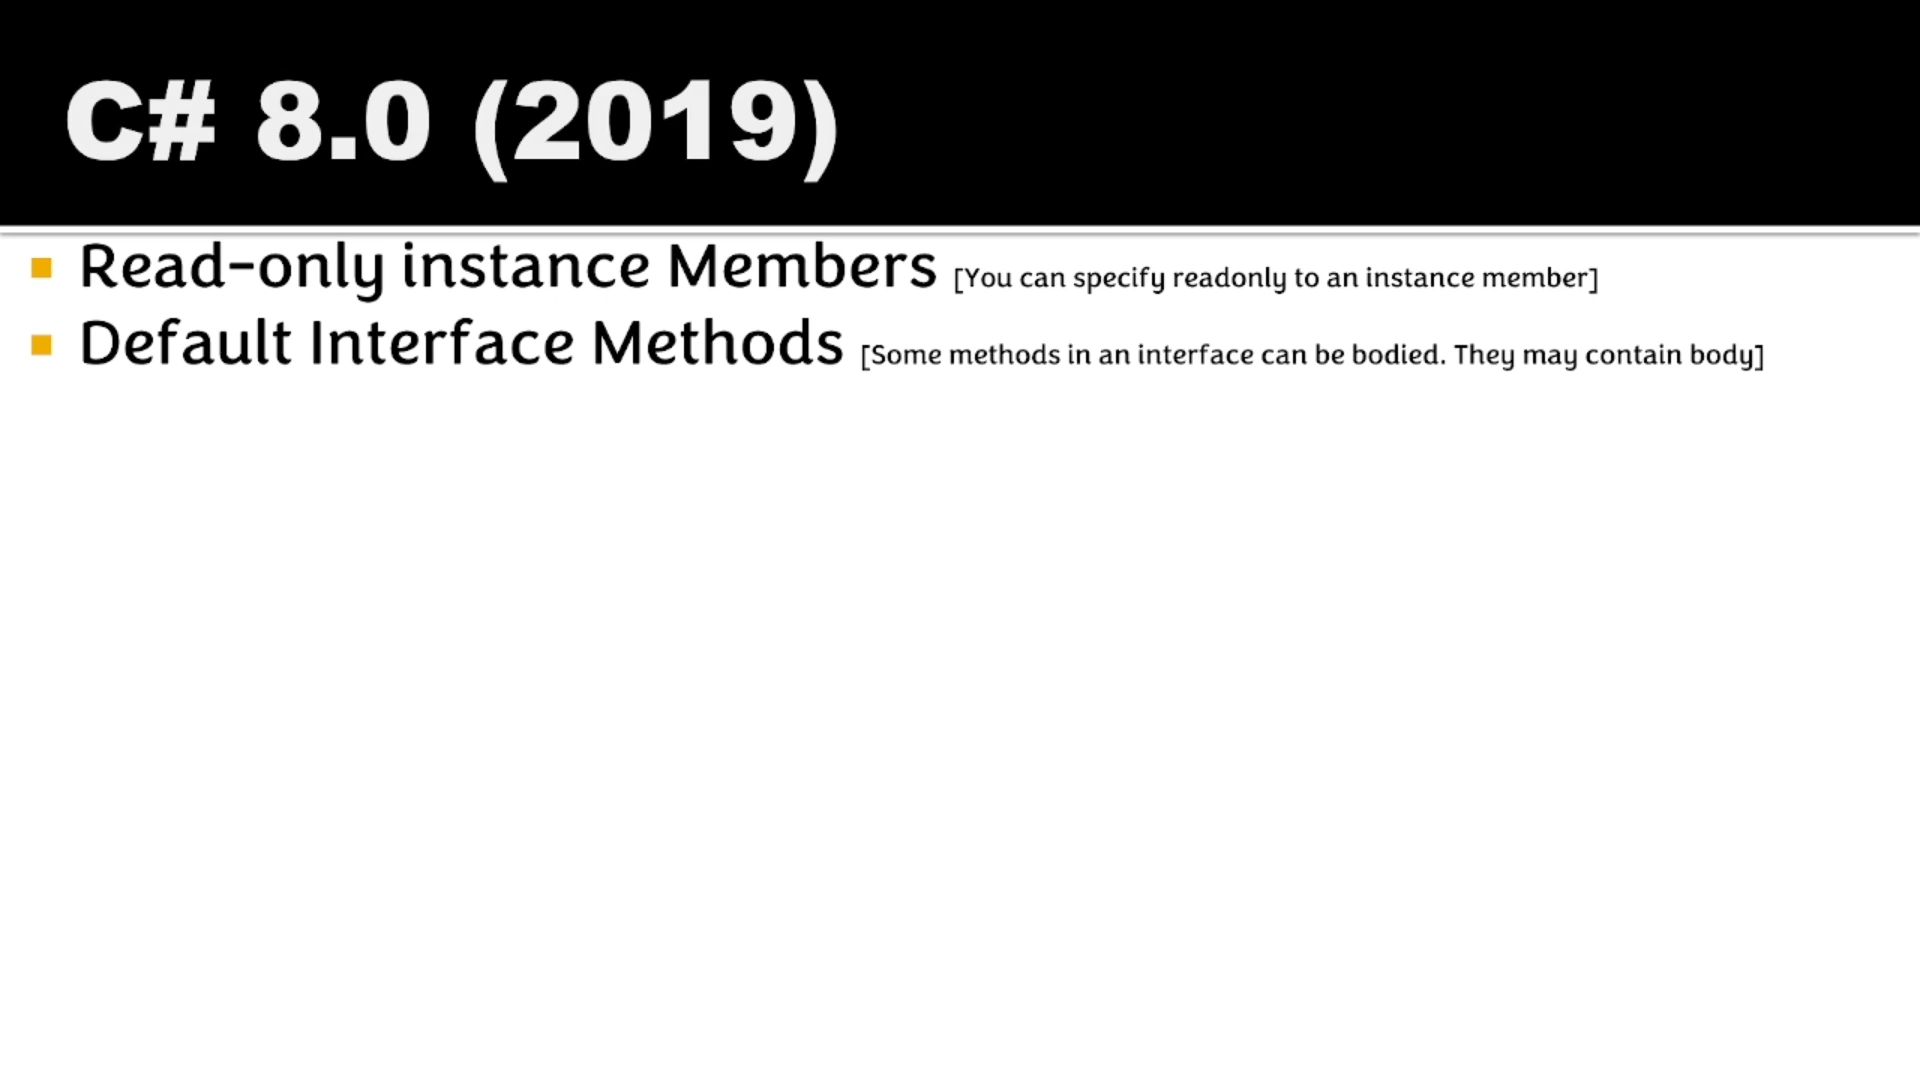 C# 8.0 (2019)
Read-only instance Members [You can specify readonly to an instance member]
Default Interface Methods [Some methods in an interface can be bodied. They may contain body]